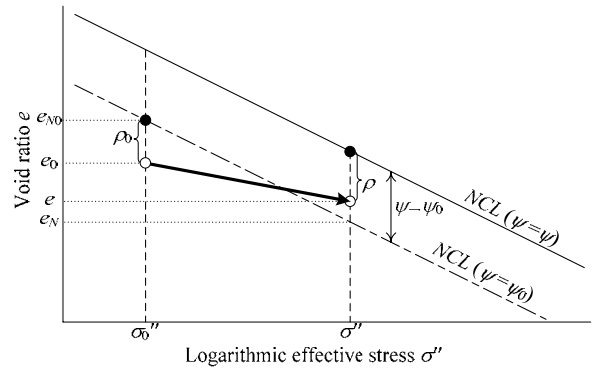 Void ratio e
e_N0
e_0
e
e_N
ρ_0
ρ
ψ−ψ_0
NCL (ψ=ψ)
NCL (ψ=ψ_0)
σ_0″
σ″
Logarithmic effective stress σ″